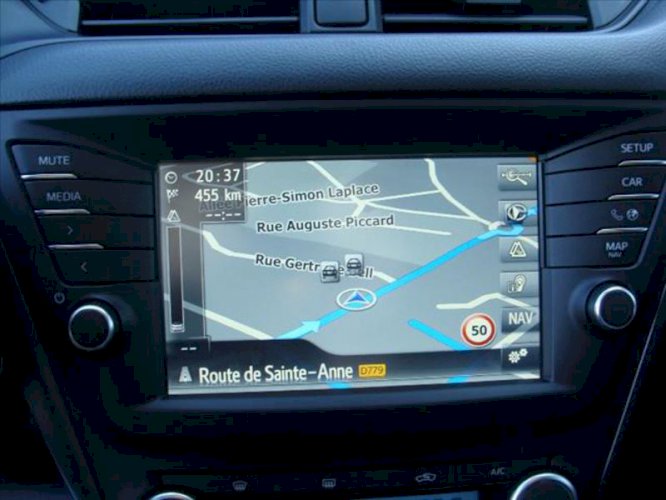 MUTE
MEDIA
SETUP
CAR
MAP
NAV
20:37
455 km
--:--
Pierre-Simon Laplace
Rue Auguste Piccard
Rue
50
NAV
--
Route de Sainte-Anne D779
A/C